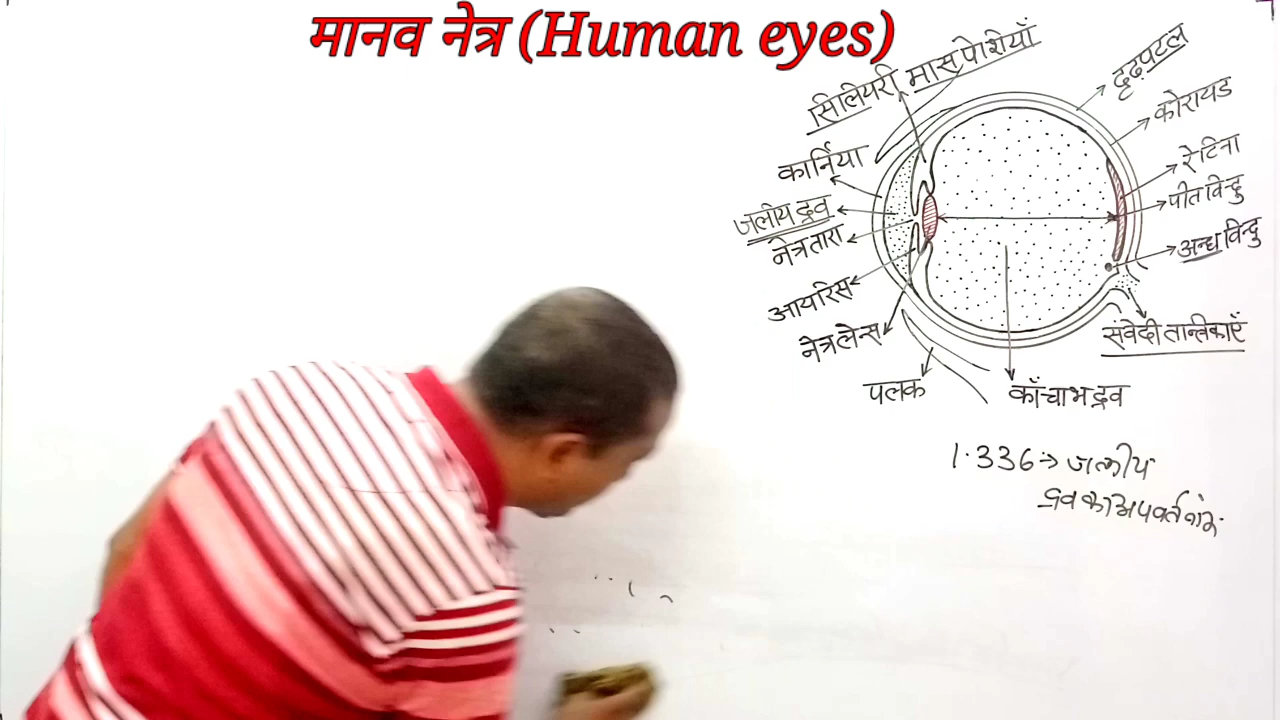 मानव नेत्र (Human eyes)
सिलियरी मासपेशियाँ
दृढ़पटल
कोरायड
कार्निया
रेटिना
जलीय द्रव
पीत विन्दु
नेत्रतारा
अन्ध विन्दु
आयरिस
नेत्रलेन्स
संवेदी तान्त्रिकाएँ
पलक
काँचाभ द्रव
1.336 → जलीय
द्रव का अपवर्तनांक